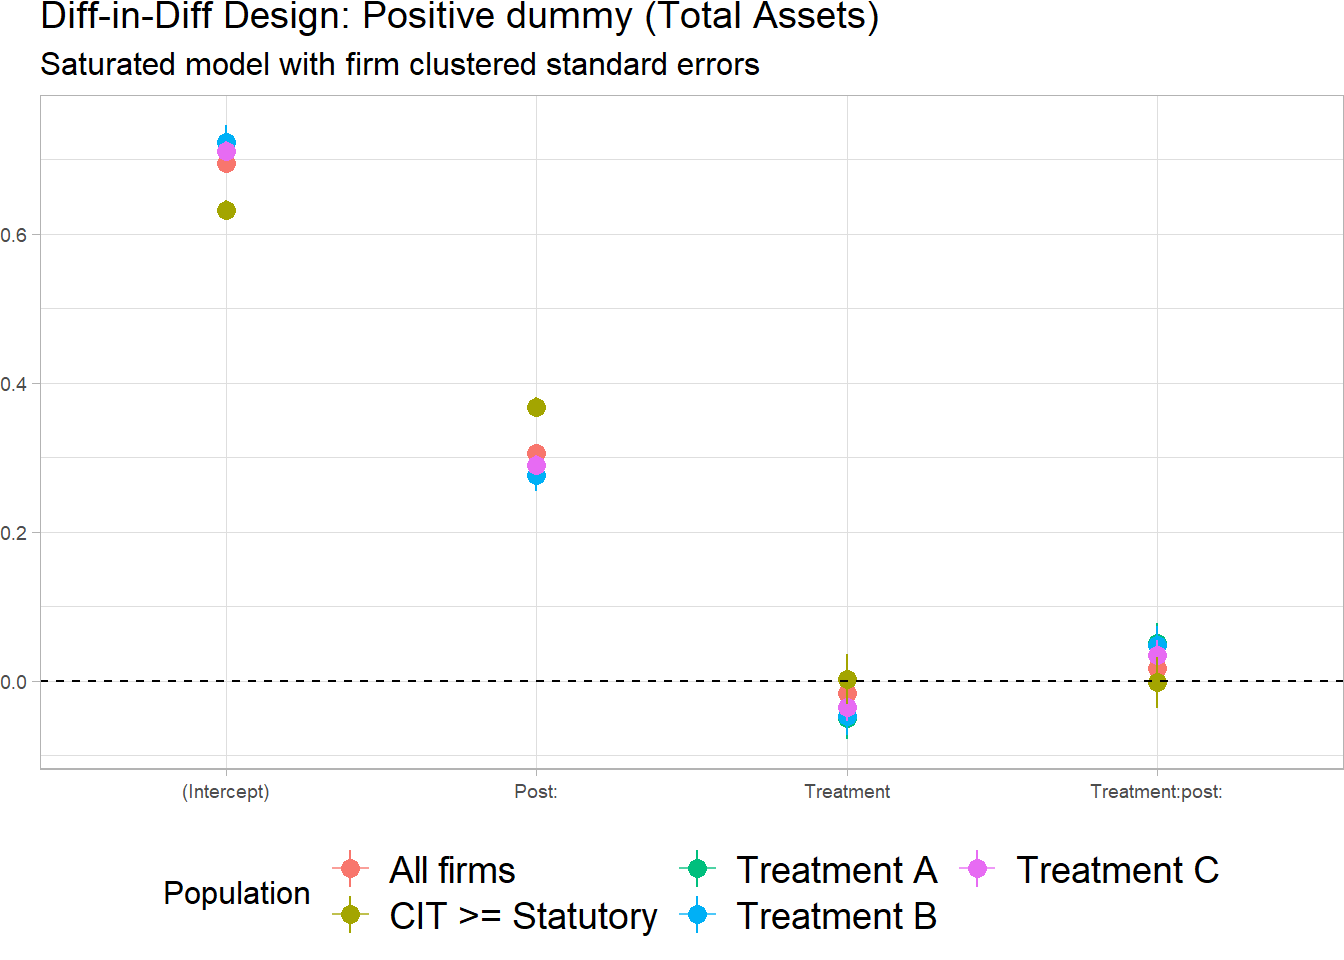 Diff-in-Diff Design: Positive dummy (Total Assets)
Saturated model with firm clustered standard errors
0.6
0.4
0.2
0.0
(Intercept) Post: Treatment Treatment:post:
Population
All firms Treatment A Treatment C
CIT >= Statutory Treatment B